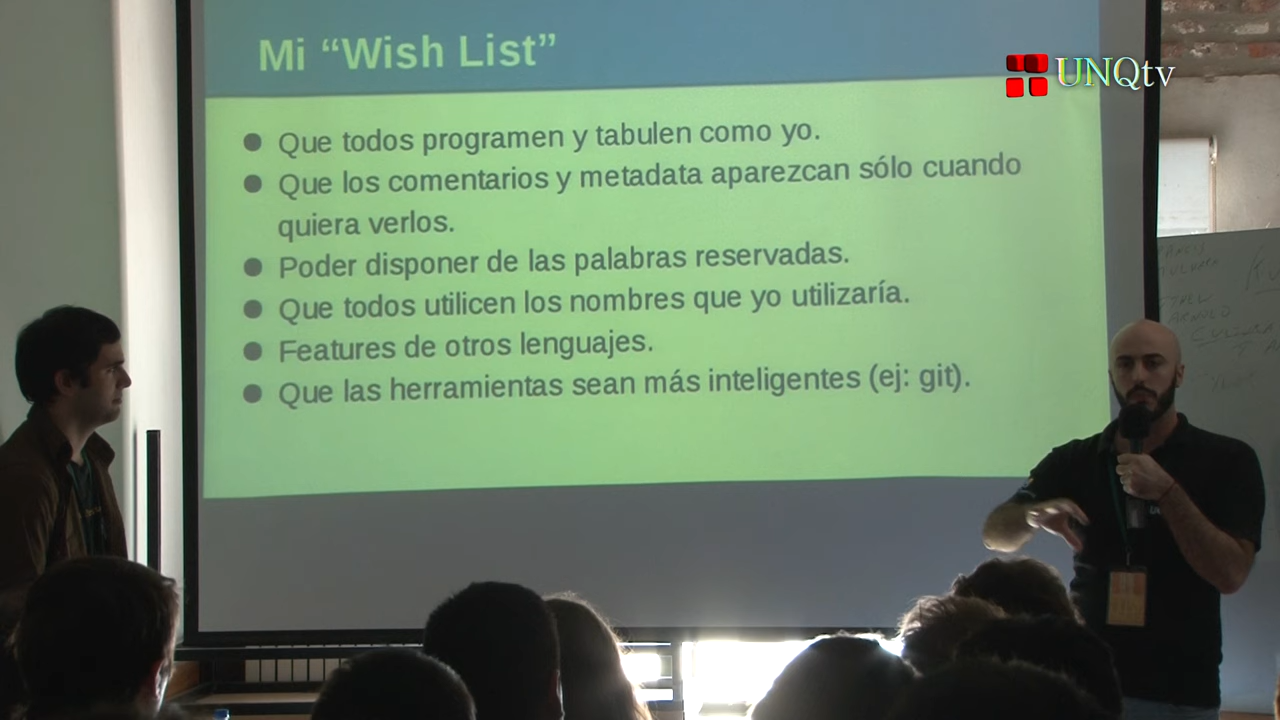 Mi “Wish List”
UNQtv
Que todos programen y tabulen como yo.
Que los comentarios y metadata aparezcan sólo cuando
quiera verlos.
Poder disponer de las palabras reservadas.
Que todos utilicen los nombres que yo utilizaría.
Features de otros lenguajes.
Que las herramientas sean más inteligentes (ej: git).